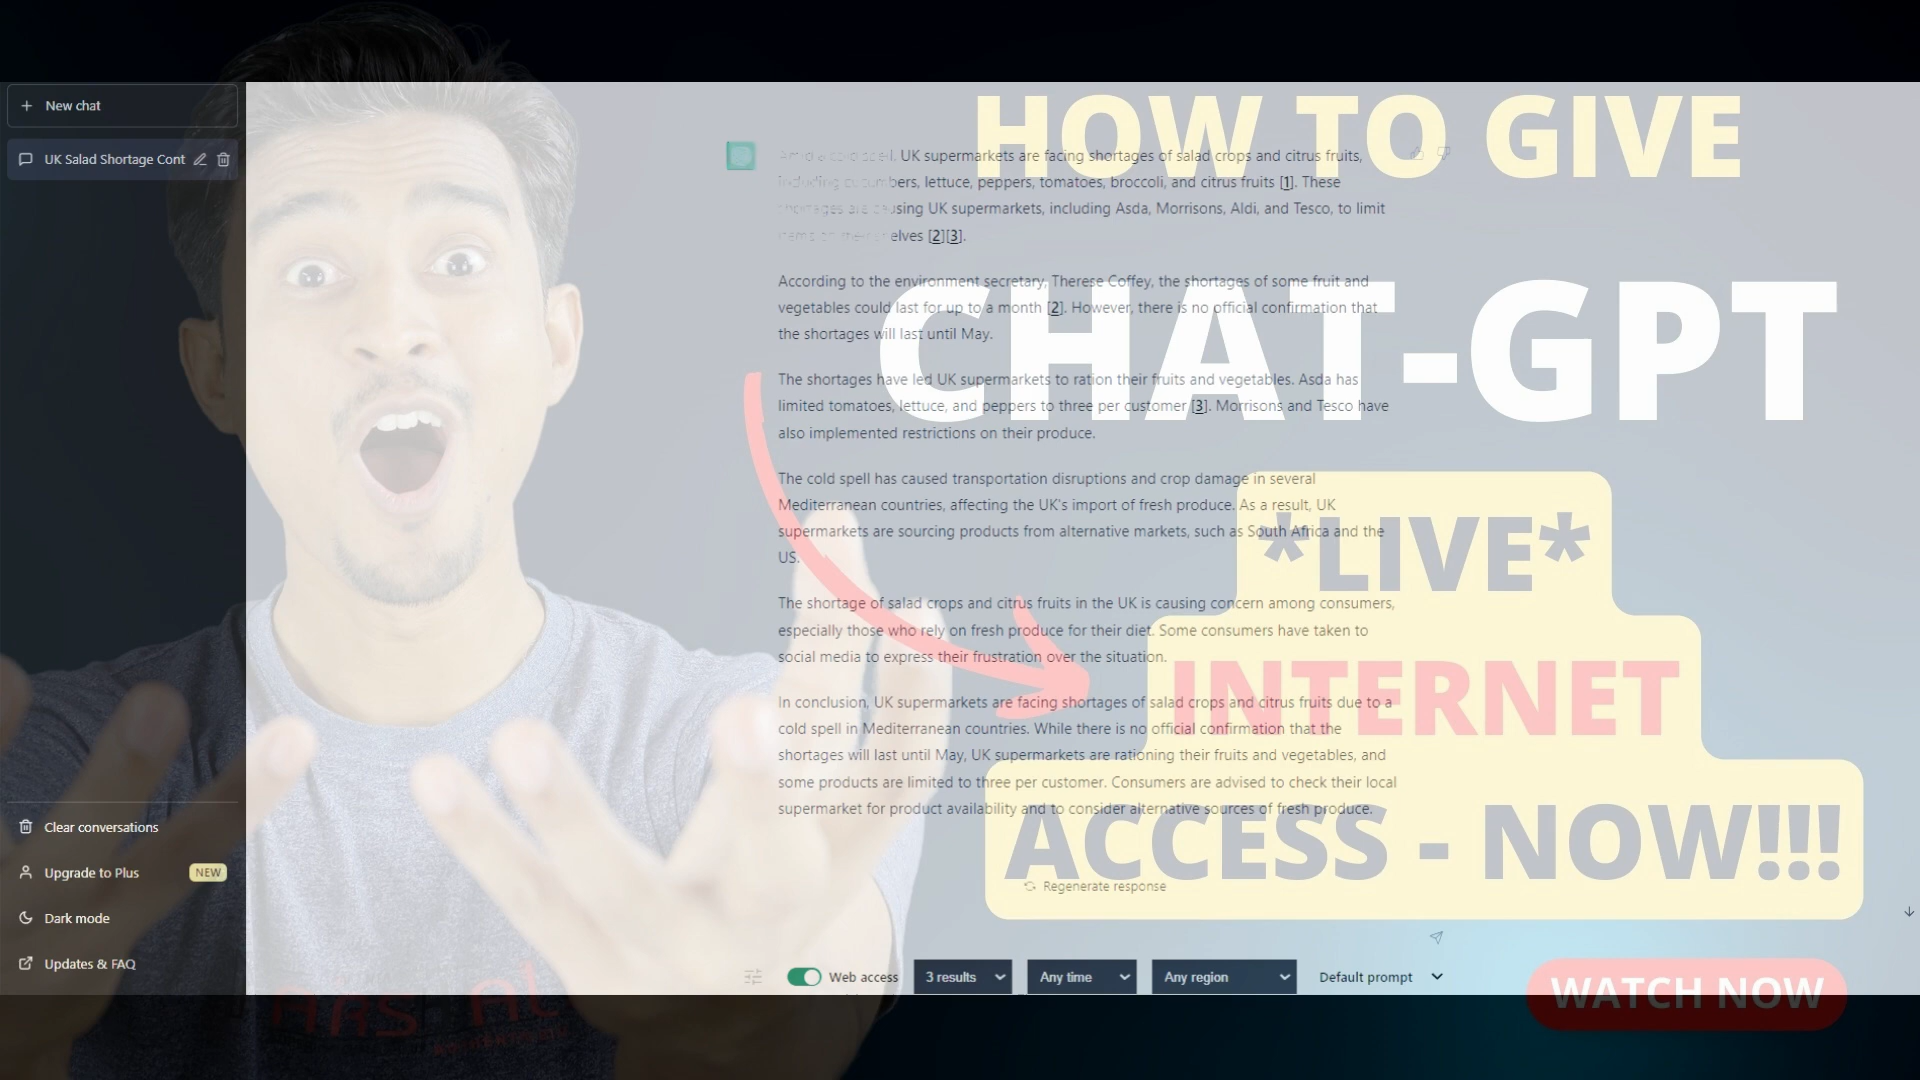 New chat
UK Salad Shortage Cont
Clear conversations
Upgrade to Plus
NEW
Dark mode
Updates & FAQ
UK supermarkets are facing shortages of salad crops and citrus fruits,
including cucumbers, lettuce, peppers, tomatoes, broccoli, and citrus fruits [1]. These
shortages are causing UK supermarkets, including Asda, Morrisons, Aldi, and Tesco, to limit
items on their shelves [2][3].
According to the environment secretary, Therese Coffey, the shortages of some fruit and
vegetables could last for up to a month [2]. However, there is no official confirmation that
the shortages will last until May.
The shortages have led UK supermarkets to ration their fruits and vegetables. Asda has
limited tomatoes, lettuce, and peppers to three per customer [3]. Morrisons and Tesco have
also implemented restrictions on their produce.
The cold spell has caused transportation disruptions and crop damage in several
Mediterranean countries, affecting the UK's import of fresh produce. As a result, UK
supermarkets are sourcing products from alternative markets, such as South Africa and the
US.
The shortage of salad crops and citrus fruits in the UK is causing concern among consumers,
especially those who rely on fresh produce for their diet. Some consumers have taken to
social media to express their frustration over the situation.
In conclusion, UK supermarkets are facing shortages of salad crops and citrus fruits due to a
cold spell in Mediterranean countries. While there is no official confirmation that the
shortages will last until May, UK supermarkets are rationing their fruits and vegetables, and
some products are limited to three per customer. Consumers are advised to check their local
supermarket for product availability and to consider alternative sources of fresh produce.
Regenerate response
Web access
3 results
Any time
Any region
Default prompt
HOW TO GIVE
CHAT-GPT
*LIVE*
INTERNET
ACCESS - NOW!!!
WATCH NOW